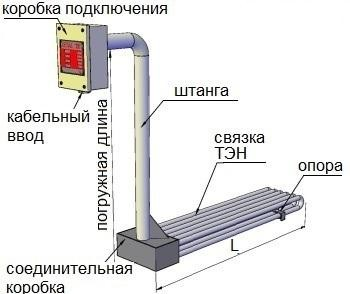 коробка подключения
кабельный
ввод
погружная длина
штанга
связка
ТЭН
опора
L
соединительная
коробка